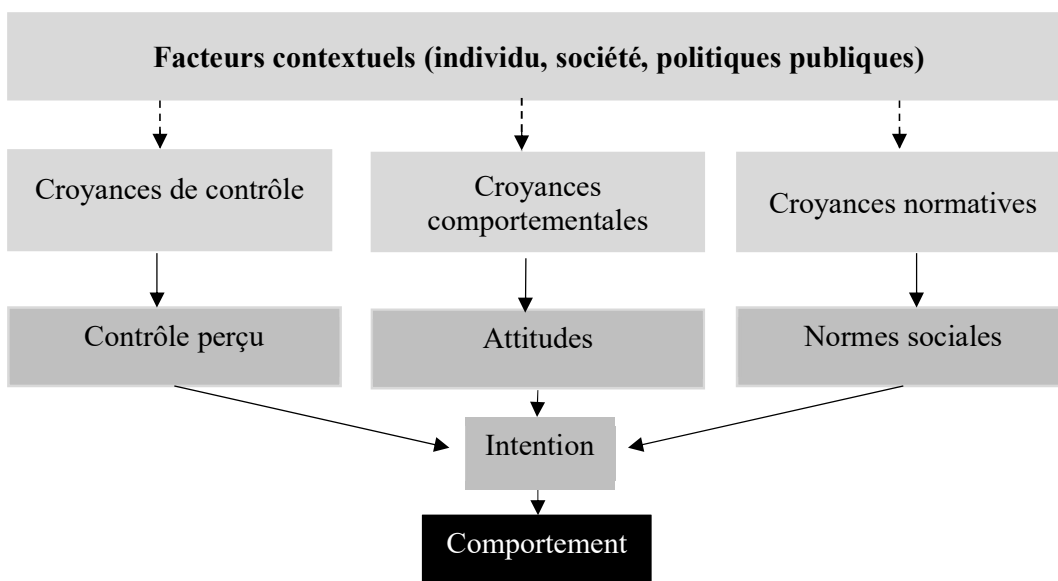 Facteurs contextuels (individu, société, politiques publiques)
Croyances de contrôle
Croyances
comportementales
Croyances normatives
Contrôle perçu
Attitudes
Normes sociales
Intention
Comportement